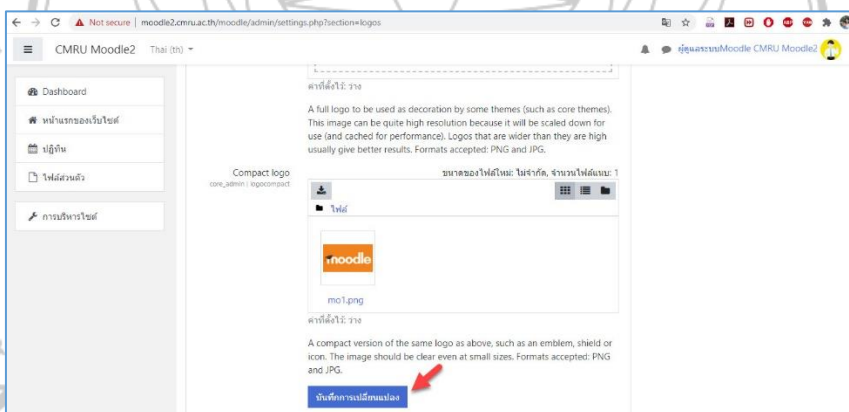 Not secure | moodle2.cmru.ac.th/moodle/admin/settings.php?section=logos
CMRU Moodle2 Thai (th)
ผู้ดูแลระบบMoodle CMRU Moodle2
Dashboard
หน้าแรกของเว็บไซต์
ปฏิทิน
ไฟล์ส่วนตัว
การบริหารไซต์
ค่าที่ตั้งไว้: ว่าง
A full logo to be used as decoration by some themes (such as core themes).
This image can be quite high resolution because it will be scaled down for
use (and cached for performance). Logos that are wider than they are high
usually give better results. Formats accepted: PNG and JPG.
Compact logo
core_admin | logocompact
ขนาดของไฟล์ใหม่: ไม่จำกัด, จำนวนไฟล์แนบ: 1
ไฟล์
moodle
mo1.png
ค่าที่ตั้งไว้: ว่าง
A compact version of the same logo as above, such as an emblem, shield or
icon. The image should be clear even at small sizes. Formats accepted: PNG
and JPG.
บันทึกการเปลี่ยนแปลง